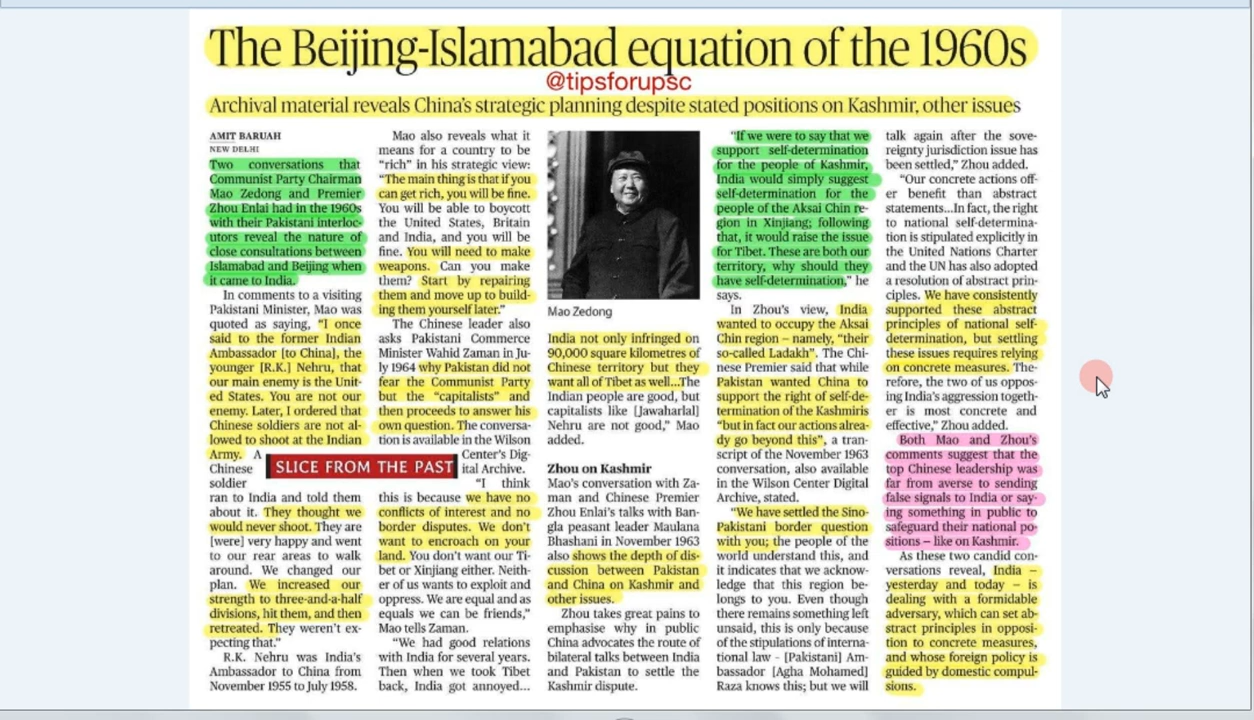 The Beijing-Islamabad equation of the 1960s
@tipsforupsc
Archival material reveals China's strategic planning despite stated positions on Kashmir, other issues
AMIT BARUAH
NEW DELHI
Two conversations that
Communist Party Chairman
Mao Zedong and Premier
Zhou Enlai had in the 1960s
with their Pakistani interloc-
utors reveal the nature of
close consultations between
Islamabad and Beijing when
it came to India.
In comments to a visiting
Pakistani Minister, Mao was
quoted as saying, “I once
said to the former Indian
Ambassador [to China], the
younger [R.K.] Nehru, that
our main enemy is the Unit-
ed States. You are not our
enemy. Later, I ordered that
Chinese soldiers are not al-
lowed to shoot at the Indian
Army. A
Chinese
soldier
ran to India and told them
about it. They thought we
would never shoot. They are
[were] very happy and went
to our rear areas to walk
around. We changed our
plan. We increased our
strength to three-and-a-half
divisions, hit them, and then
retreated. They weren't ex-
pecting that.”
R.K. Nehru was India's
Ambassador to China from
November 1955 to July 1958.
SLICE FROM THE PAST
Mao also reveals what it
means for a country to be
“rich” in his strategic view:
“The main thing is that if you
can get rich, you will be fine.
You will be able to boycott
the United States, Britain
and India, and you will be
fine. You will need to make
weapons. Can you make
them? Start by repairing
them and move up to build-
ing them yourself later.”
The Chinese leader also
asks Pakistani Commerce
Minister Wahid Zaman in Ju-
ly 1964 why Pakistan did not
fear the Communist Party
but the “capitalists” and
then proceeds to answer his
own question. The conversa-
tion is available in the Wilson
Center's Dig-
ital Archive.
“I think
this is because we have no
conflicts of interest and no
border disputes. We don't
want to encroach on your
land. You don't want our Ti-
bet or Xinjiang either. Neith-
er of us wants to exploit and
oppress. We are equal and as
equals we can be friends,”
Mao tells Zaman.
“We had good relations
with India for several years.
Then when we took Tibet
back, India got annoyed...
Mao Zedong
India not only infringed on
90,000 square kilometres of
Chinese territory but they
want all of Tibet as well...The
Indian people are good, but
capitalists like [Jawaharlal]
Nehru are not good,” Mao
added.
Zhou on Kashmir
Mao's conversation with Za-
man and Chinese Premier
Zhou Enlai's talks with Ban-
gla peasant leader Maulana
Bhashani in November 1963
also shows the depth of dis-
cussion between Pakistan
and China on Kashmir and
other issues.
Zhou takes great pains to
emphasise why in public
China advocates the route of
bilateral talks between India
and Pakistan to settle the
Kashmir dispute.
“If we were to say that we
support self-determination
for the people of Kashmir,
India would simply suggest
self-determination for the
people of the Aksai Chin re-
gion in Xinjiang; following
that, it would raise the issue
for Tibet. These are both our
territory, why should they
have self-determination,” he
says.
In Zhou's view, India
wanted to occupy the Aksai
Chin region – namely, “their
so-called Ladakh”. The Chi-
nese Premier said that while
Pakistan wanted China to
support the right of self-de-
termination of the Kashmiris
“but in fact our actions alrea-
dy go beyond this”, a tran-
script of the November 1963
conversation, also available
in the Wilson Center Digital
Archive, stated.
“We have settled the Sino-
Pakistani border question
with you; the people of the
world understand this, and
it indicates that we acknow-
ledge that this region be-
longs to you. Even though
there remains something left
unsaid, this is only because
of the stipulations of interna-
tional law - [Pakistani] Am-
bassador [Agha Mohamed]
Raza knows this; but we will
talk again after the sove-
reignty jurisdiction issue has
been settled,” Zhou added.
“Our concrete actions off-
er benefit than abstract
statements...In fact, the right
to national self-determina-
tion is stipulated explicitly in
the United Nations Charter
and the UN has also adopted
a resolution of abstract prin-
ciples. We have consistently
supported these abstract
principles of national self-
determination, but settling
these issues requires relying
on concrete measures. The-
refore, the two of us oppos-
ing India's aggression togeth-
er is most concrete and
effective,” Zhou added.
Both Mao and Zhou's
comments suggest that the
top Chinese leadership was
far from averse to sending
false signals to India or say-
ing something in public to
safeguard their national po-
sitions – like on Kashmir.
As these two candid con-
versations reveal, India –
yesterday and today – is
dealing with a formidable
adversary, which can set ab-
stract principles in opposi-
tion to concrete measures,
and whose foreign policy is
guided by domestic compul-
sions.